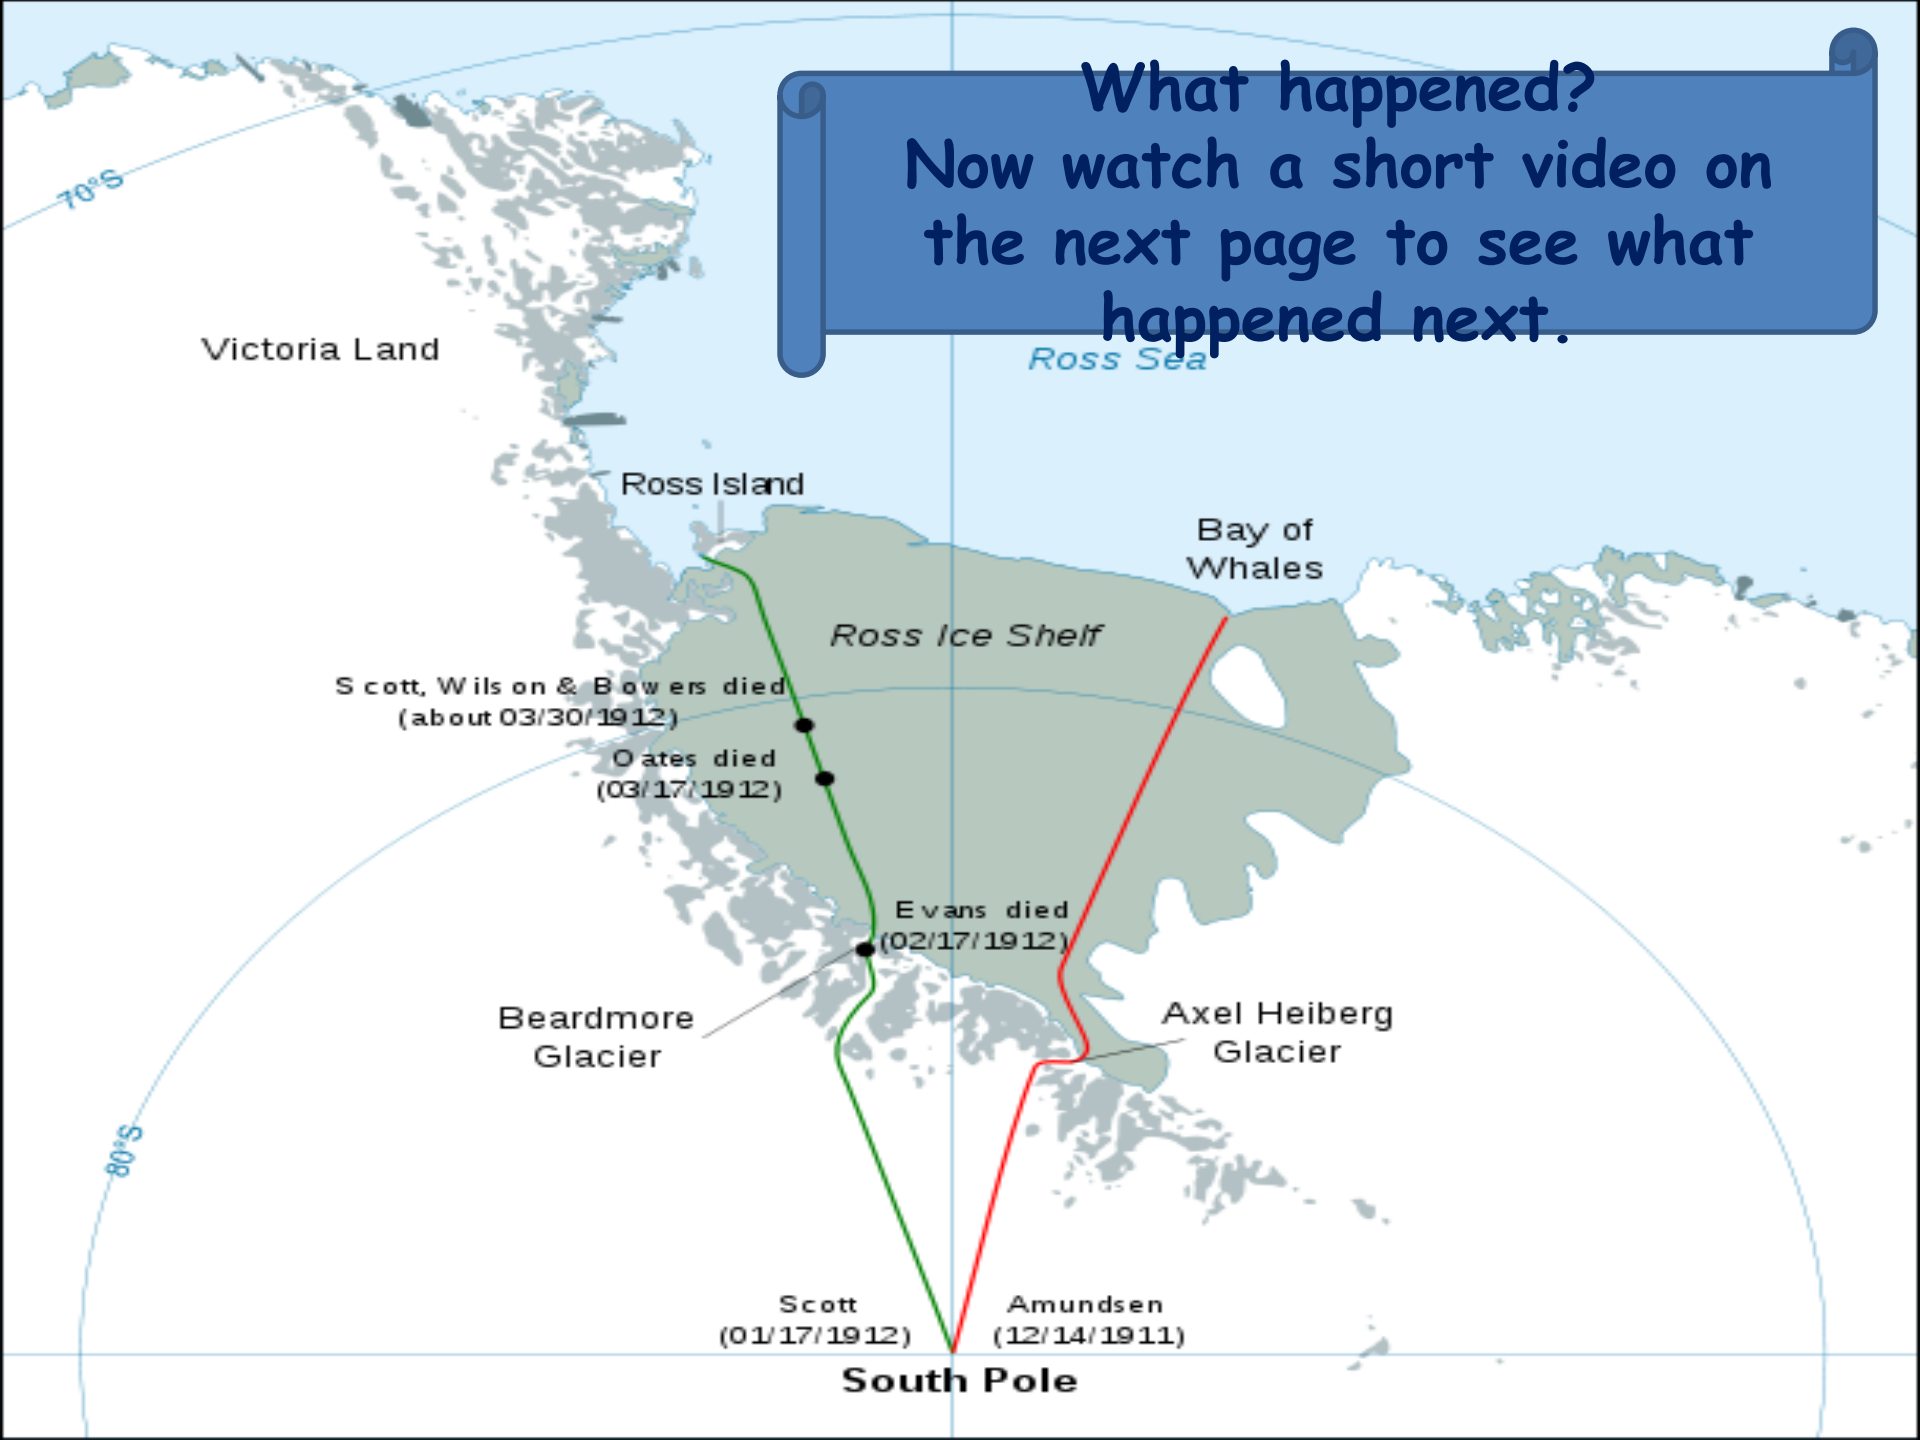 What happened?
Now watch a short video on
the next page to see what
happened next.
70°S
Victoria Land
Ross Sea
Ross Island
Bay of
Whales
Ross Ice Shelf
Scott, Wilson & Bowers died
(about 03/30/1912)
Oates died
(03/17/1912)
Evans died
(02/17/1912)
Beardmore
Glacier
Axel Heiberg
Glacier
80°S
Scott
(01/17/1912)
Amundsen
(12/14/1911)
South Pole